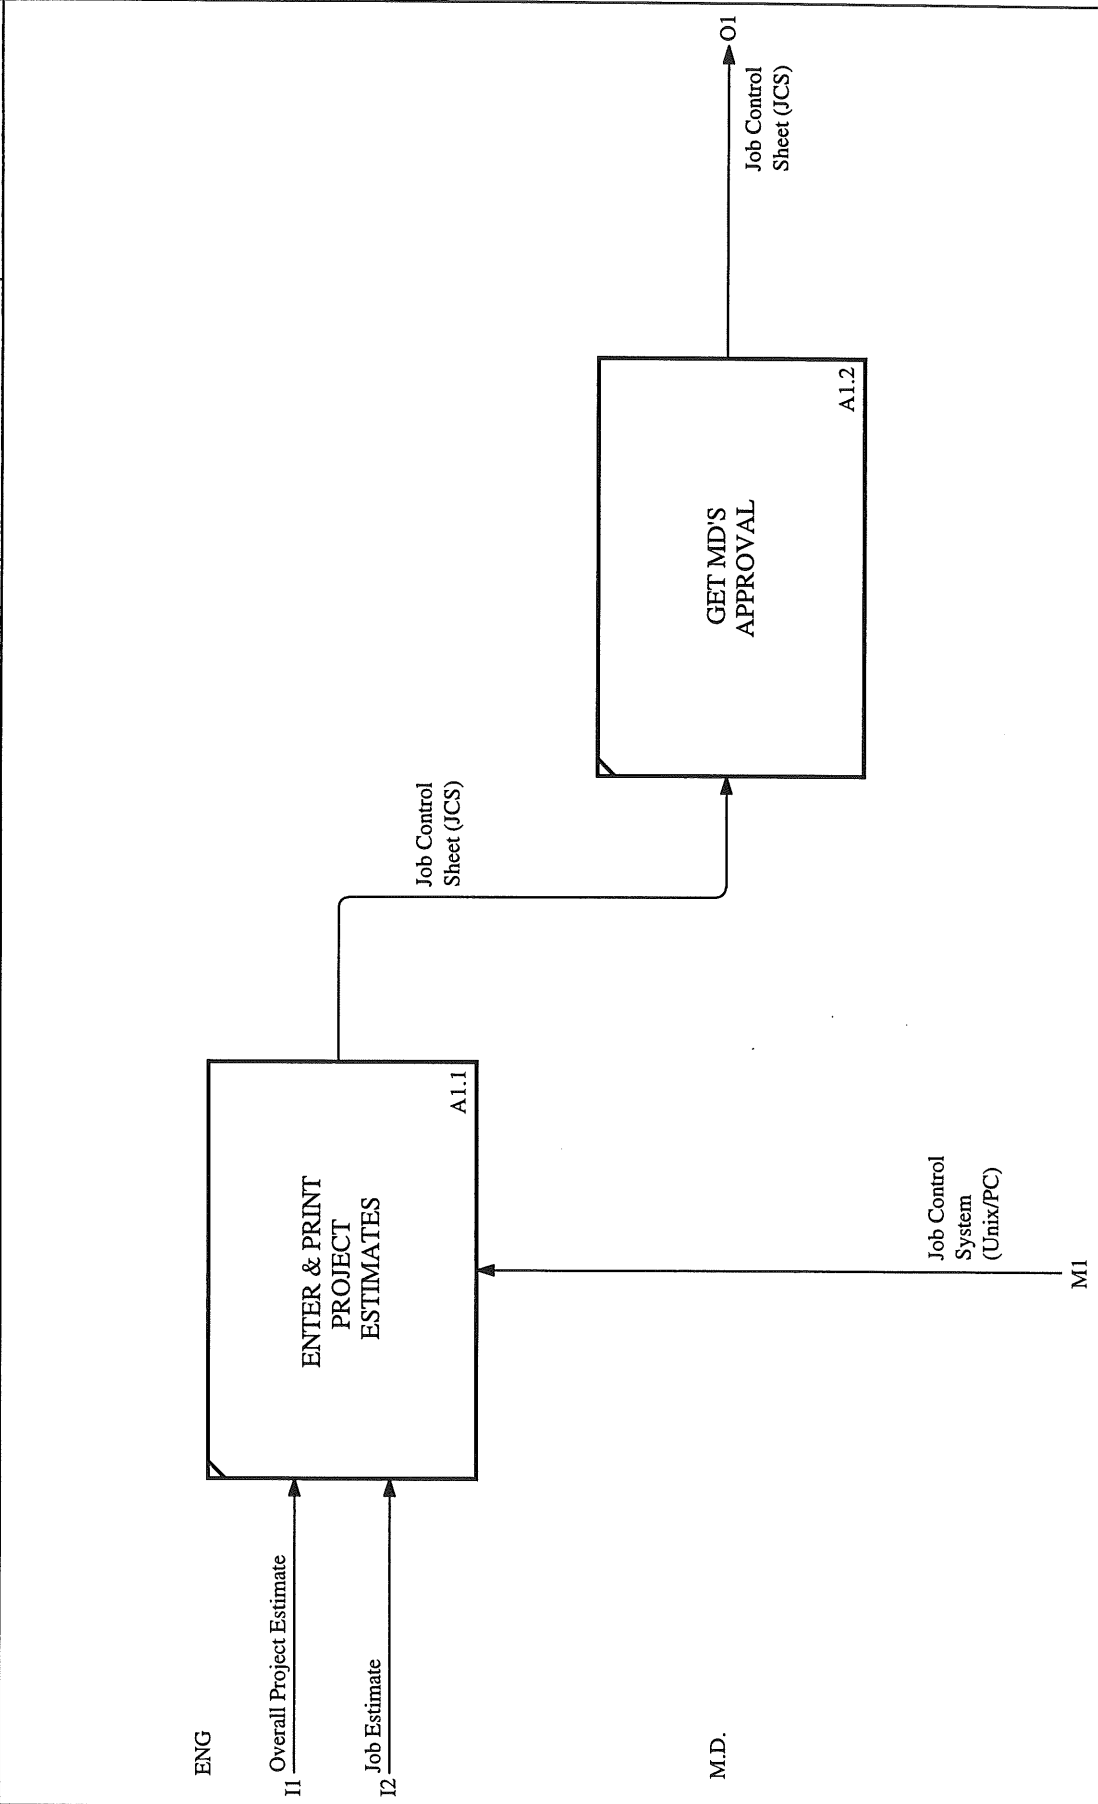 ENG
I1
Overall Project Estimate
I2
Job Estimate
ENTER & PRINT
PROJECT
ESTIMATES
A1.1
Job Control
Sheet (JCS)
M.D.
GET MD'S
APPROVAL
A1.2
Job Control
Sheet (JCS)
O1
Job Control
System
(Unix/PC)
M1